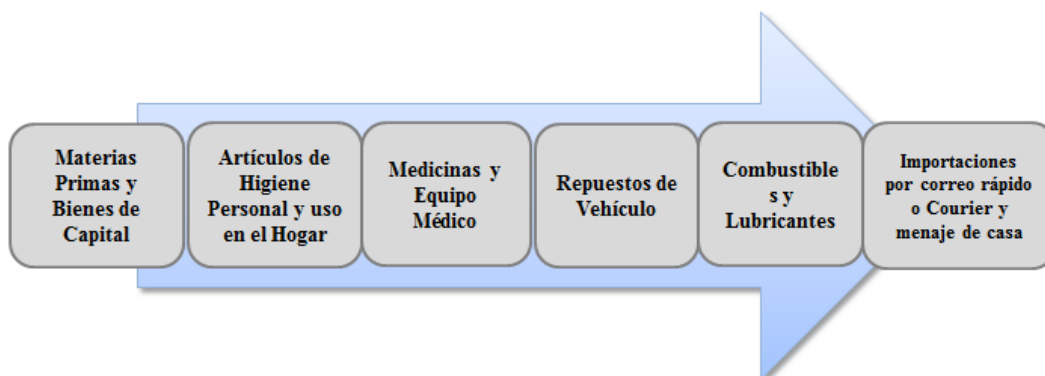 Materias
Primas y
Bienes de
Capital
Artículos de
Higiene
Personal y uso
en el Hogar
Medicinas y
Equipo
Médico
Repuestos de
Vehículo
Combustible
s y
Lubricantes
Importaciones
por correo rápido
o Courier y
menaje de casa